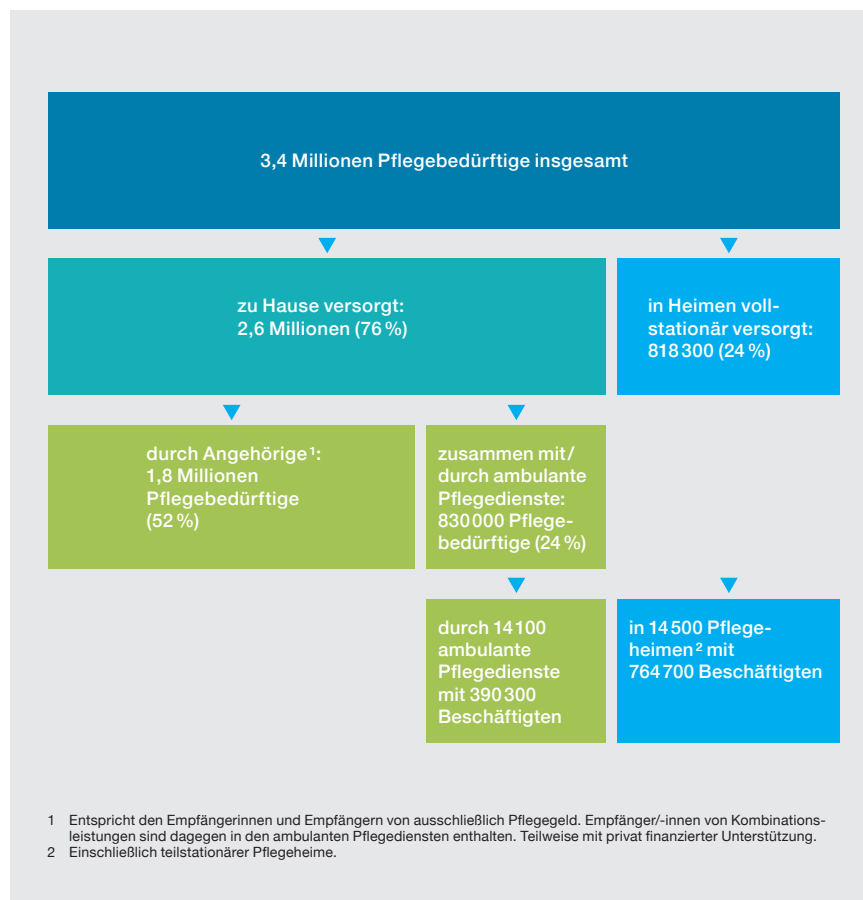 3,4 Millionen Pflegebedürftige insgesamt
zu Hause versorgt:
2,6 Millionen (76 %)
in Heimen voll-
stationär versorgt:
818 300 (24 %)
durch Angehörige¹:
1,8 Millionen
Pflegebedürftige
(52 %)
zusammen mit/
durch ambulante
Pflegedienste:
830 000 Pflege-
bedürftige (24 %)
durch 14 100
ambulante
Pflegedienste
mit 390 300
Beschäftigten
in 14 500 Pflege-
heimen² mit
764 700 Beschäftigten
1 Entspricht den Empfängerinnen und Empfängern von ausschließlich Pflegegeld. Empfänger/-innen von Kombinations-
leistungen sind dagegen in den ambulanten Pflegediensten enthalten. Teilweise mit privat finanzierter Unterstützung.
2 Einschließlich teilstationärer Pflegeheime.